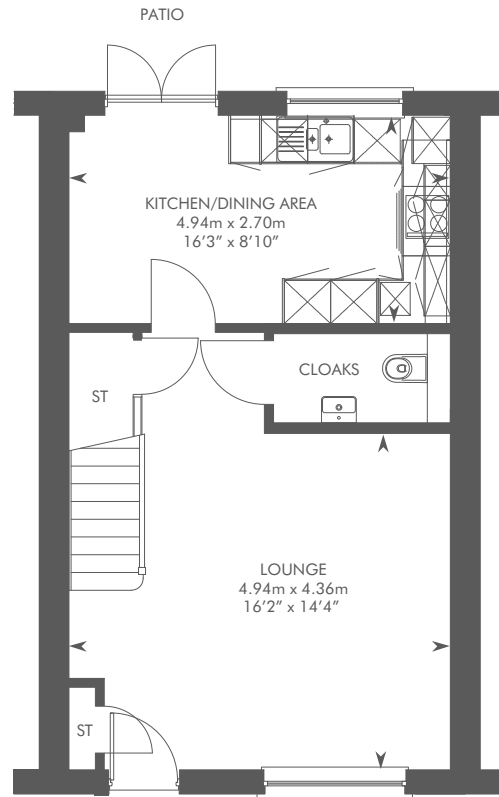 PATIO
KITCHEN/DINING AREA
4.94m x 2.70m
16’3” x 8’10”
ST
CLOAKS
LOUNGE
4.94m x 4.36m
16’2” x 14’4”
ST